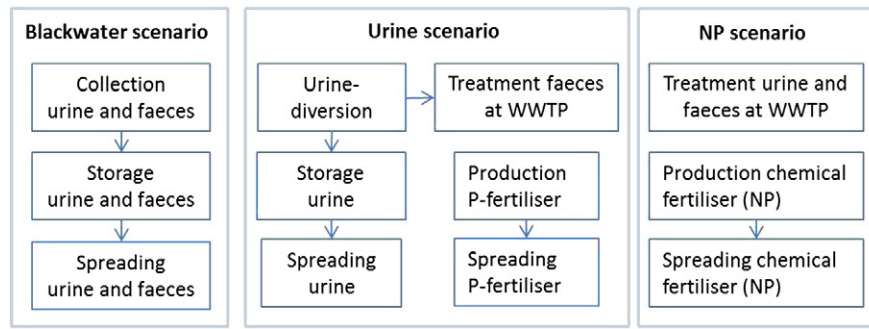 Blackwater scenario
Collection
urine and faeces
Storage
urine and faeces
Spreading
urine and faeces
Urine scenario
Urine-
diversion
Treatment faeces
at WWTP
Storage
urine
Production
P-fertiliser
Spreading
urine
Spreading
P-fertiliser
NP scenario
Treatment urine and
faeces at WWTP
Production chemical
fertiliser (NP)
Spreading chemical
fertiliser (NP)